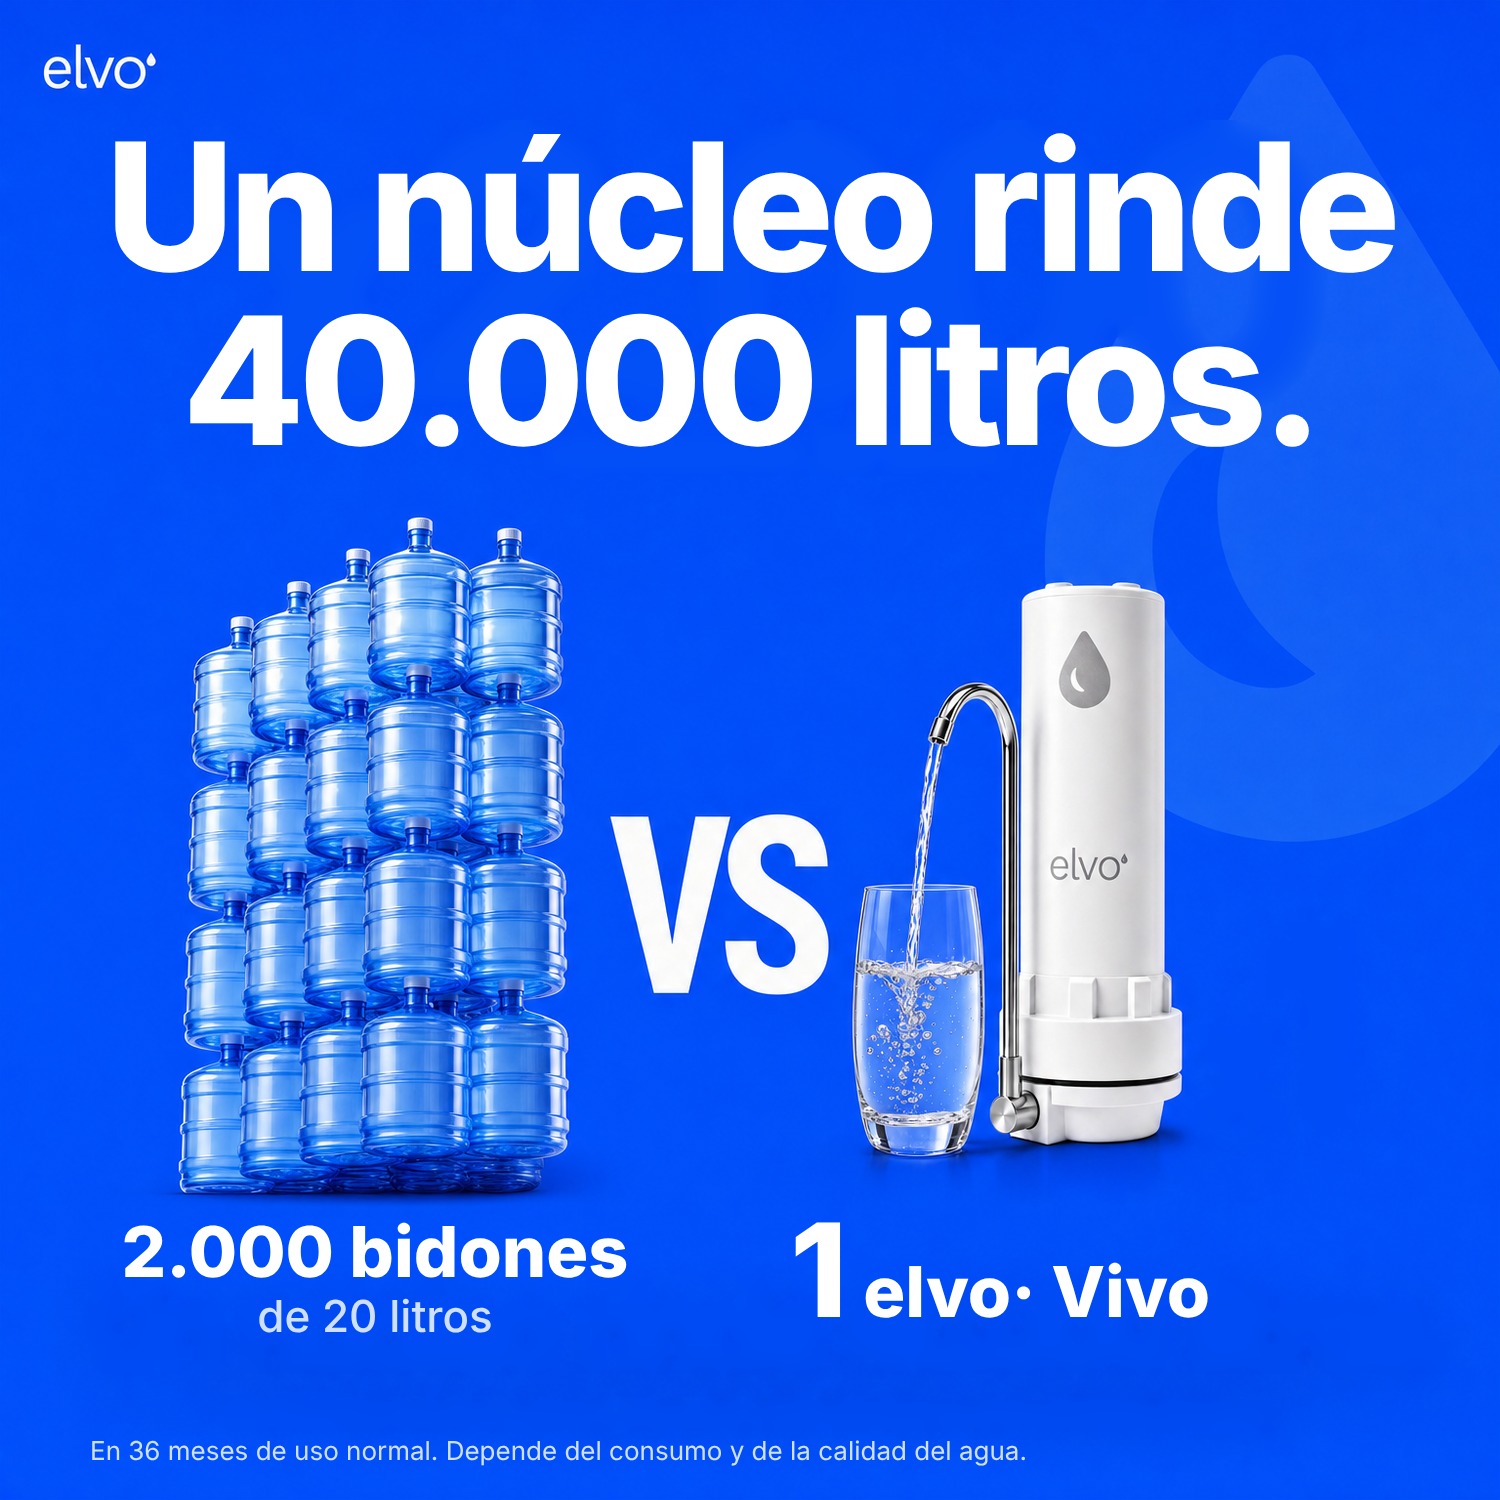 elvo
Un núcleo rinde
40.000 litros.
VS
elvo
2.000 bidones
de 20 litros
1 elvo· Vivo
En 36 meses de uso normal. Depende del consumo y de la calidad del agua.